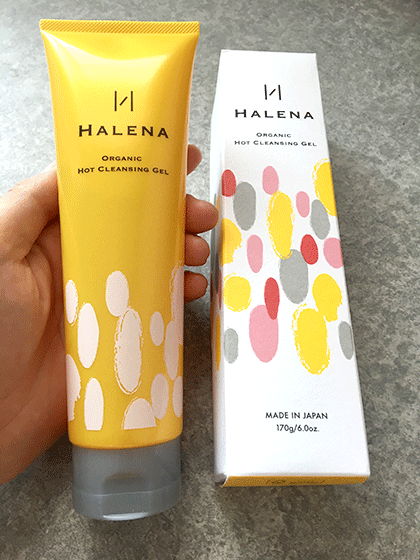 HALENA
ORGANIC
HOT CLEANSING GEL
HALENA
ORGANIC
HOT CLEANSING GEL
MADE IN JAPAN
170g/6.0oz.